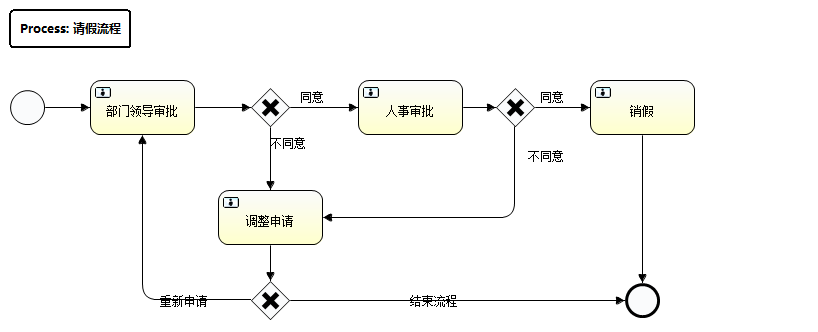 Process: 请假流程
部门领导审批
同意
人事审批
同意
销假
不同意
不同意
调整申请
重新申请
结束流程